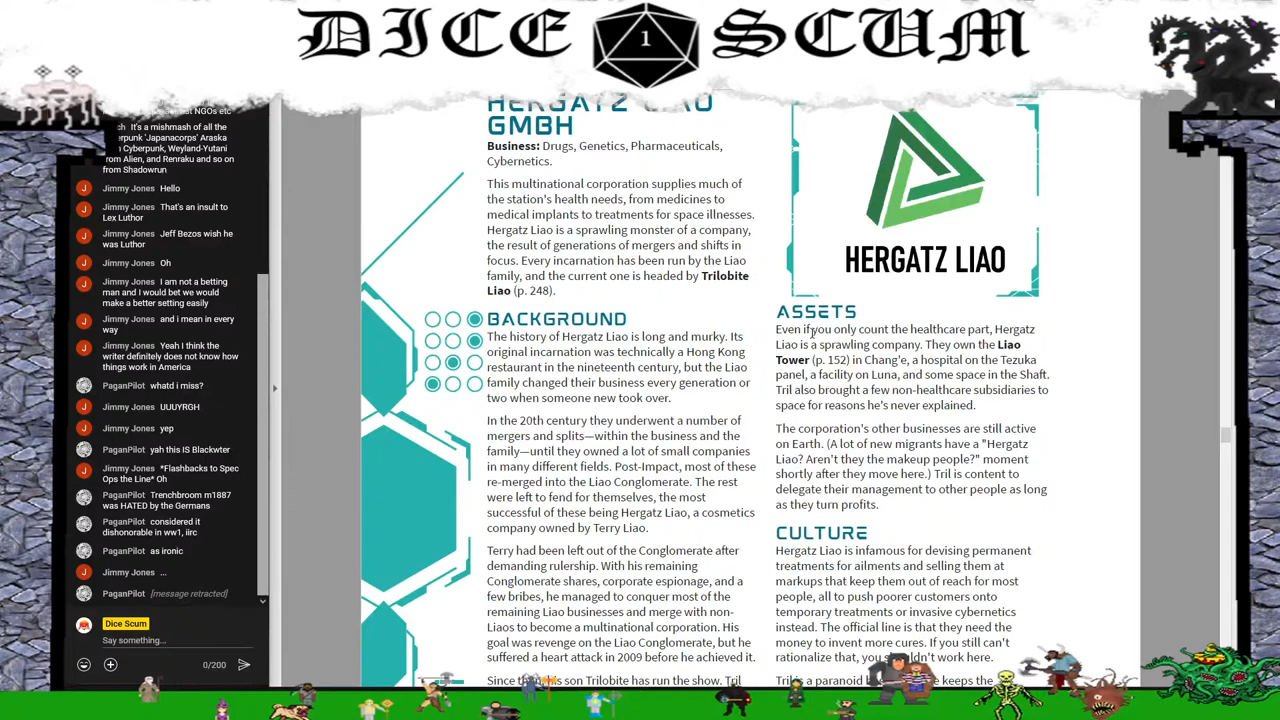 DICE 1 SCUM
st NGOs etc
ch It's a mishmash of all the
erpunk 'Japanacorps' Araska
Cyberpunk, Weyland-Yutani
rom Alien, and Renraku and so on
from Shadowrun
Jimmy Jones Hello
Jimmy Jones That's an insult to
Lex Luthor
Jimmy Jones Jeff Bezos wish he
was Luthor
Jimmy Jones Oh
Jimmy Jones I am not a betting
man and I would bet we would
make a better setting easily
Jimmy Jones and i mean in every
way
Jimmy Jones Yeah I think the
writer definitely does not know how
things work in America
PaganPilot whatd i miss?
Jimmy Jones UUUYRGH
Jimmy Jones yep
PaganPilot yah this IS Blackwter
Jimmy Jones *Flashbacks to Spec
Ops the Line* Oh
PaganPilot Trenchbroom m1887
was HATED by the Germans
PaganPilot considered it
dishonorable in ww1, iirc
PaganPilot as ironic
Jimmy Jones ...
PaganPilot [message retracted]
Dice Scum
Say something...
0/200
HERGATZ LIAO
GMBH
Business: Drugs, Genetics, Pharmaceuticals,
Cybernetics.
This multinational corporation supplies much of
the station's health needs, from medicines to
medical implants to treatments for space illnesses.
Hergatz Liao is a sprawling monster of a company,
the result of generations of mergers and shifts in
focus. Every incarnation has been run by the Liao
family, and the current one is headed by Trilobite
Liao (p. 248).
BACKGROUND
The history of Hergatz Liao is long and murky. Its
original incarnation was technically a Hong Kong
restaurant in the nineteenth century, but the Liao
family changed their business every generation or
two when someone new took over.
In the 20th century they underwent a number of
mergers and splits—within the business and the
family—until they owned a lot of small companies
in many different fields. Post-Impact, most of these
re-merged into the Liao Conglomerate. The rest
were left to fend for themselves, the most
successful of these being Hergatz Liao, a cosmetics
company owned by Terry Liao.
Terry had been left out of the Conglomerate after
demanding rulership. With his remaining
Conglomerate shares, corporate espionage, and a
few bribes, he managed to conquer most of the
remaining Liao businesses and merge with non-
Liaos to become a multinational corporation. His
goal was revenge on the Liao Conglomerate, but he
suffered a heart attack in 2009 before he achieved it.
Since then his son Trilobite has run the show. Tril
HERGATZ LIAO
ASSETS
Even if you only count the healthcare part, Hergatz
Liao is a sprawling company. They own the Liao
Tower (p. 152) in Chang'e, a hospital on the Tezuka
panel, a facility on Luna, and some space in the Shaft.
Tril also brought a few non-healthcare subsidiaries to
space for reasons he's never explained.
The corporation's other businesses are still active
on Earth. (A lot of new migrants have a "Hergatz
Liao? Aren't they the makeup people?" moment
shortly after they move here.) Tril is content to
delegate their management to other people as long
as they turn profits.
CULTURE
Hergatz Liao is infamous for devising permanent
treatments for ailments and selling them at
markups that keep them out of reach for most
people, all to push poorer customers onto
temporary treatments or invasive cybernetics
instead. The official line is that they need the
money to invent more cures. If you still can't
rationalize that, you shouldn't work here.
Tril is a paranoid keeps the